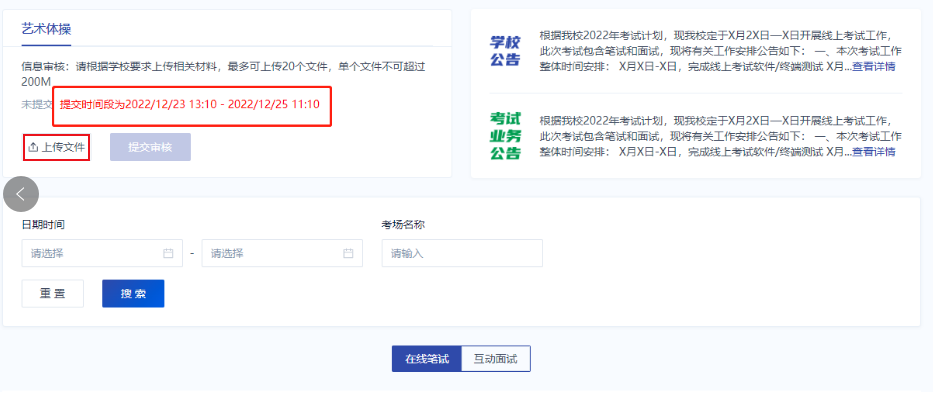 艺术体操
信息审核：请根据学校要求上传相关材料，最多可上传20个文件，单个文件不可超过
200M
未提交 提交时间段为2022/12/23 13:10 - 2022/12/25 11:10
上传文件 提交审核
学校
公告
根据我校2022年考试计划，现我校定于X月2X日—X日开展线上考试工作，
此次考试包含笔试和面试，现将有关工作安排公告如下： 一、本次考试工作
整体时间安排： X月X日-X日，完成线上考试软件/终端测试 X月...查看详情
考试
业务
公告
根据我校2022年考试计划，现我校定于X月2X日—X日开展线上考试工作，
此次考试包含笔试和面试，现将有关工作安排公告如下： 一、本次考试工作
整体时间安排： X月X日-X日，完成线上考试软件/终端测试 X月...查看详情
日期时间 考场名称
请选择 - 请选择 请输入
重 置 搜 索
在线笔试 互动面试